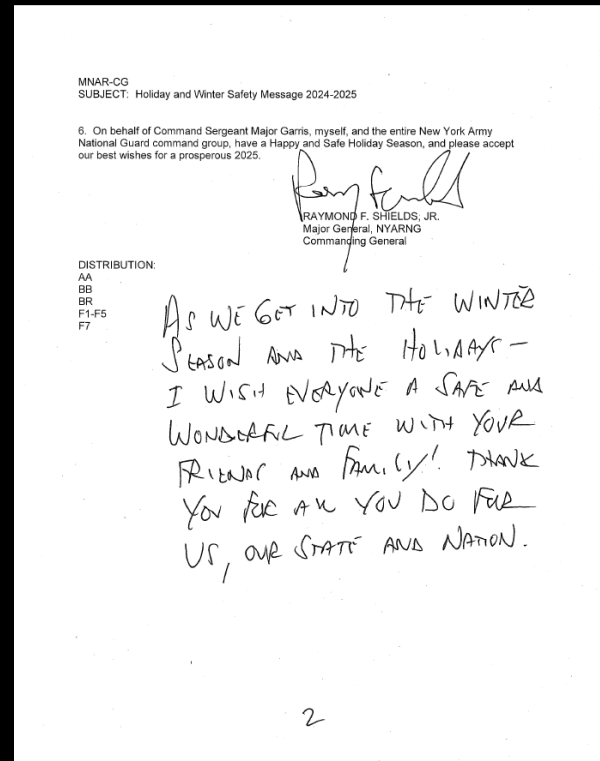 MNAR-CG
SUBJECT: Holiday and Winter Safety Message 2024-2025
6. On behalf of Command Sergeant Major Garris, myself, and the entire New York Army
National Guard command group, have a Happy and Safe Holiday Season, and please accept
our best wishes for a prosperous 2025.
RAYMOND F. SHIELDS, JR.
Major General, NYARNG
Commanding General
DISTRIBUTION:
AA
BB
BR
F1-F5
F7
AS WE GET INTO THE WINTER
SEASON AND THE HOLIDAYS –
I WISH EVERYONE A SAFE AND
WONDERFUL TIME WITH YOUR
FRIENDS AND FAMILY! THANK
YOU FOR ALL YOU DO FOR
US, OUR STATE AND NATION.
2